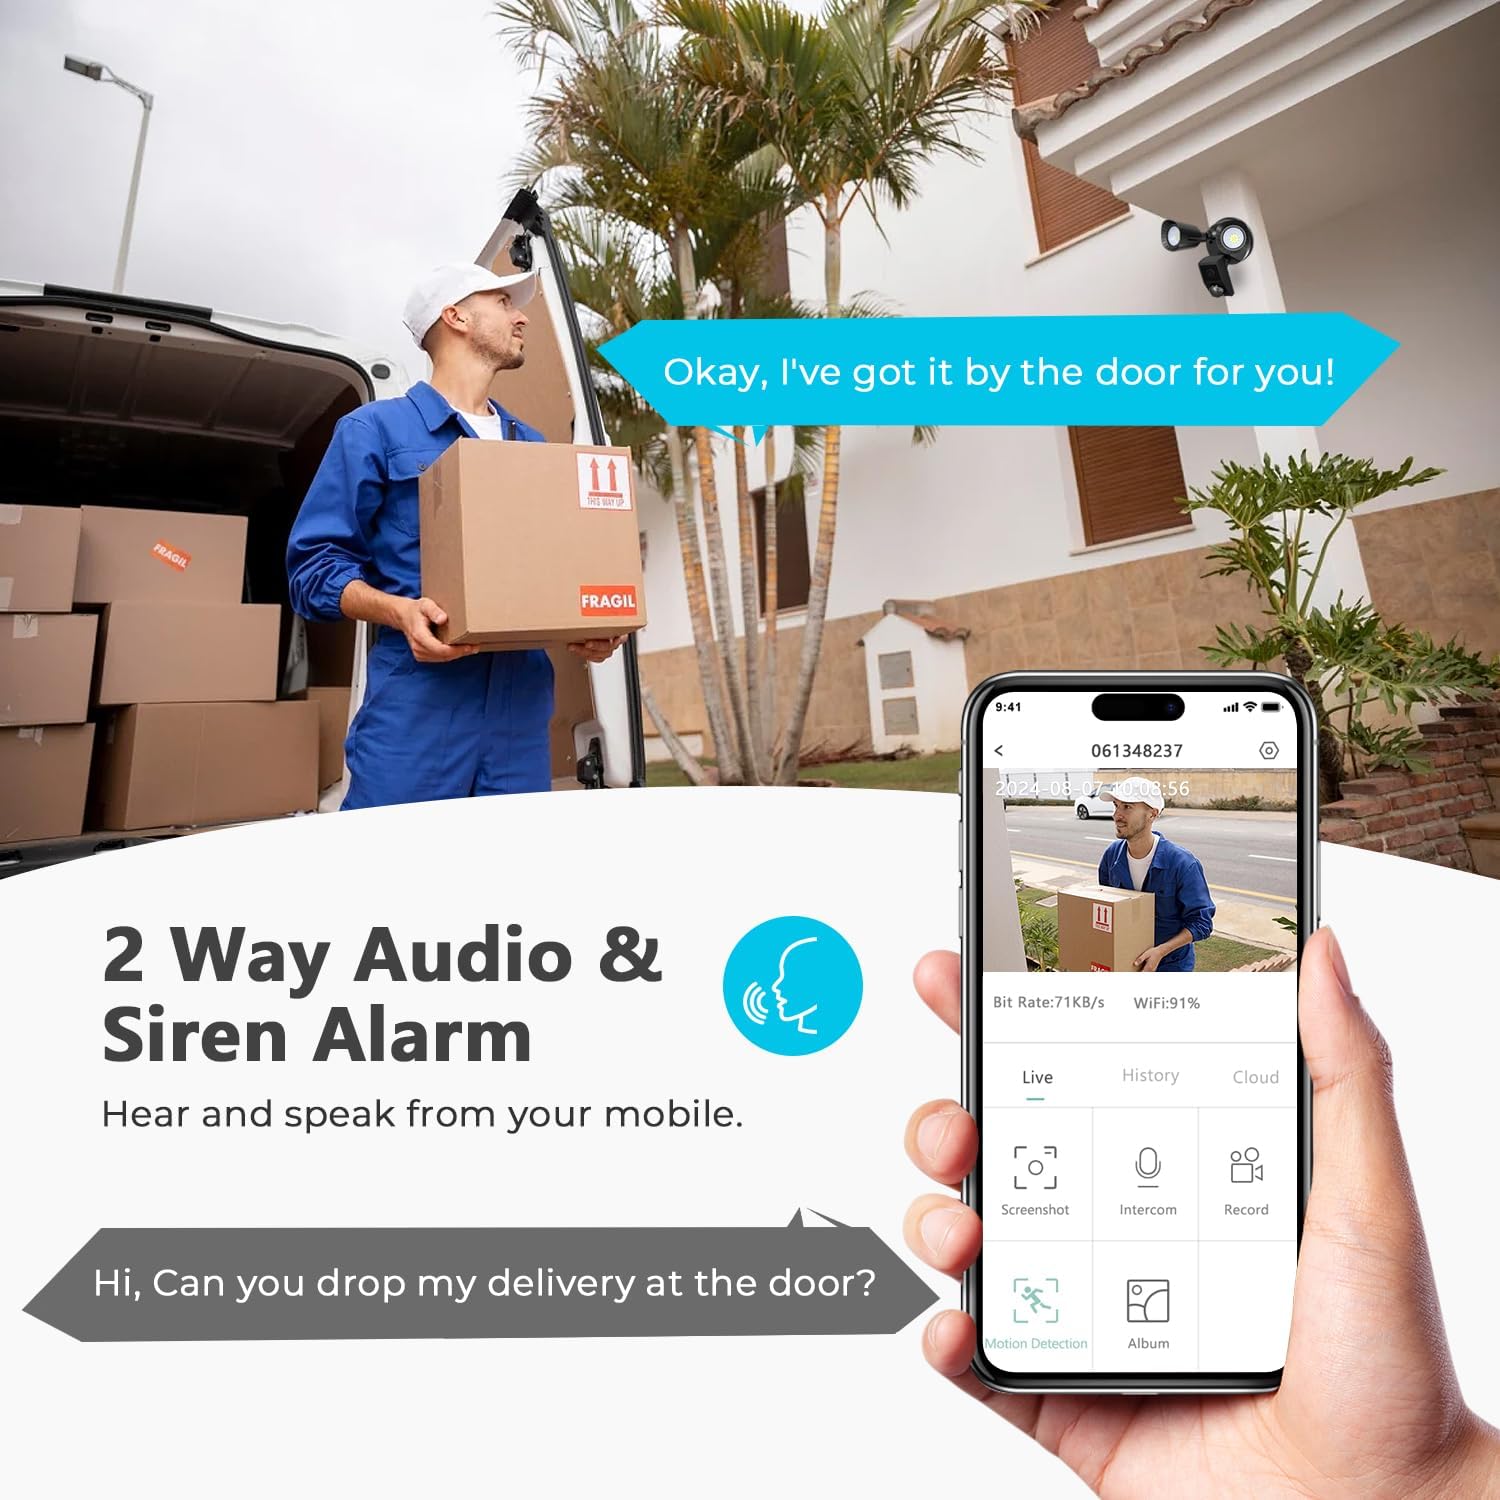 Okay, I've got it by the door for you!
THIS WAY UP
FRAGIL
FRAGIL
9:41
<
061348237
2024-08-07 10:08:56
Bit Rate:71KB/s WiFi:91%
Live History Cloud
Screenshot Intercom Record
Motion Detection Album
2 Way Audio &
Siren Alarm
Hear and speak from your mobile.
Hi, Can you drop my delivery at the door?